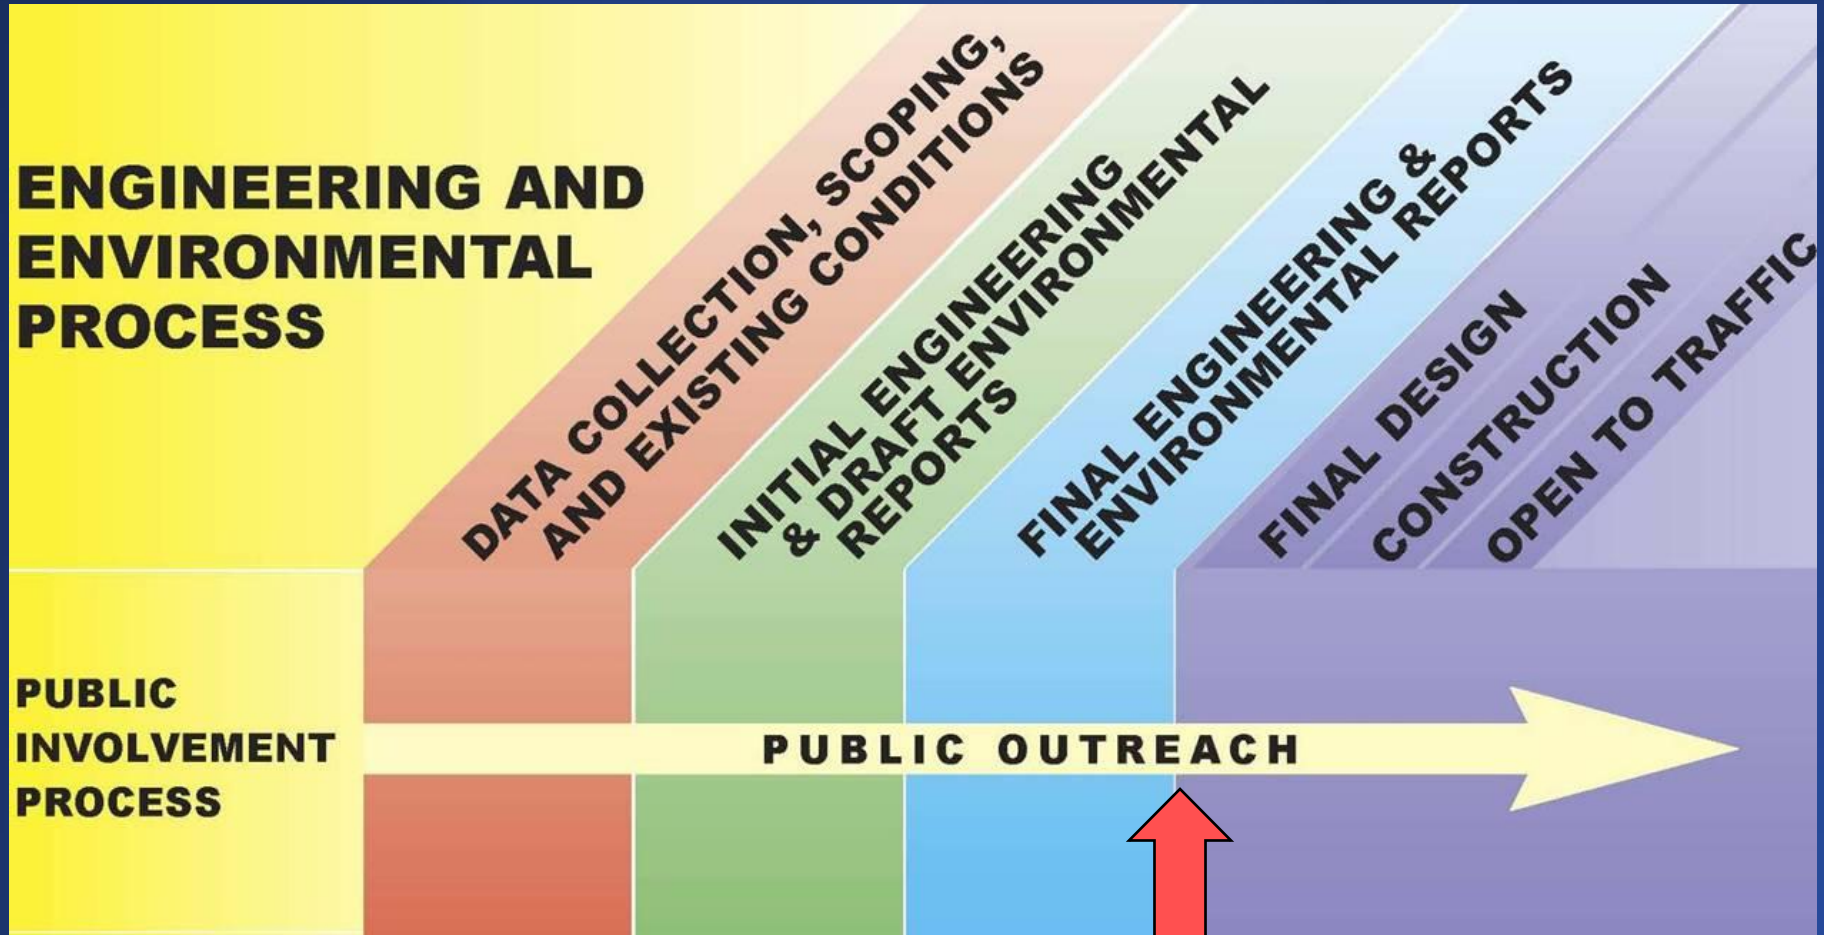 ENGINEERING AND
ENVIRONMENTAL
PROCESS
DATA COLLECTION, SCOPING,
AND EXISTING CONDITIONS
INITIAL ENGINEERING
& DRAFT ENVIRONMENTAL
REPORTS
FINAL ENGINEERING &
ENVIRONMENTAL REPORTS
FINAL DESIGN
CONSTRUCTION
OPEN TO TRAFFIC
PUBLIC
INVOLVEMENT
PROCESS
PUBLIC OUTREACH